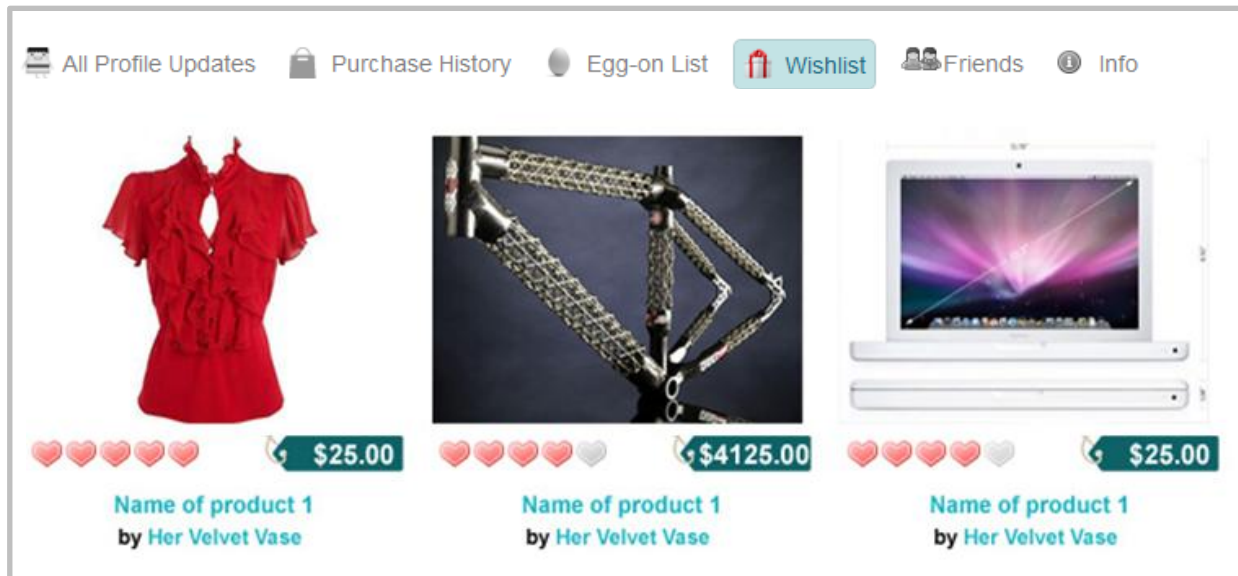 All Profile Updates Purchase History Egg-on List Wishlist Friends Info
$25.00 $4125.00 $25.00
Name of product 1 Name of product 1 Name of product 1
by Her Velvet Vase by Her Velvet Vase by Her Velvet Vase